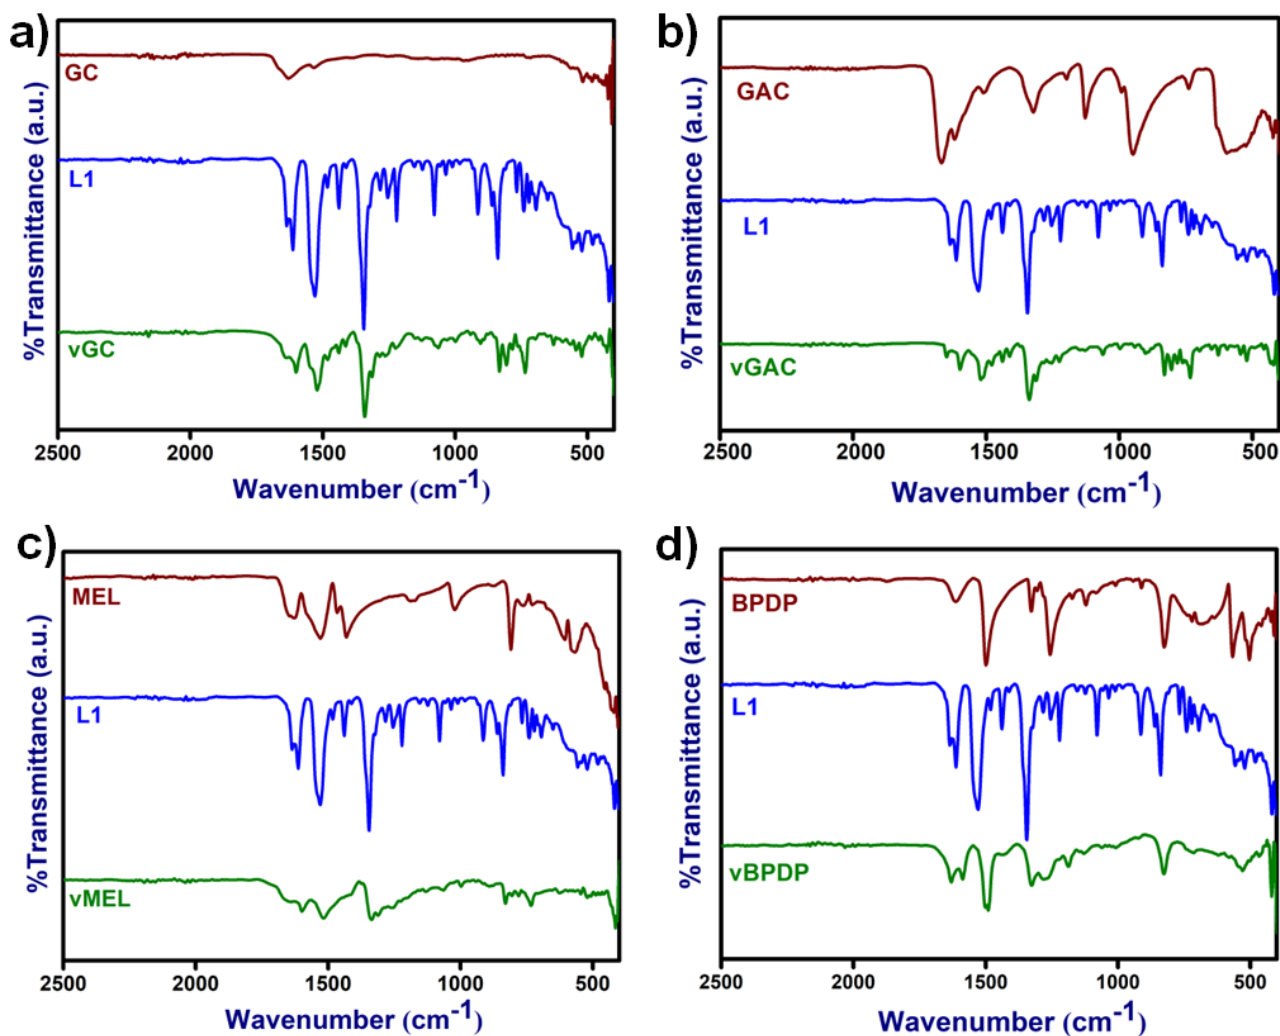 a)
GC
L1
vGC
%Transmittance (a.u.)
2500 2000 1500 1000 500
Wavenumber (cm⁻¹)
b)
GAC
L1
vGAC
%Transmittance (a.u.)
2500 2000 1500 1000 500
Wavenumber (cm⁻¹)
c)
MEL
L1
vMEL
%Transmittance (a.u.)
2500 2000 1500 1000 500
Wavenumber (cm⁻¹)
d)
BPDP
L1
vBPDP
%Transmittance (a.u.)
2500 2000 1500 1000 500
Wavenumber (cm⁻¹)